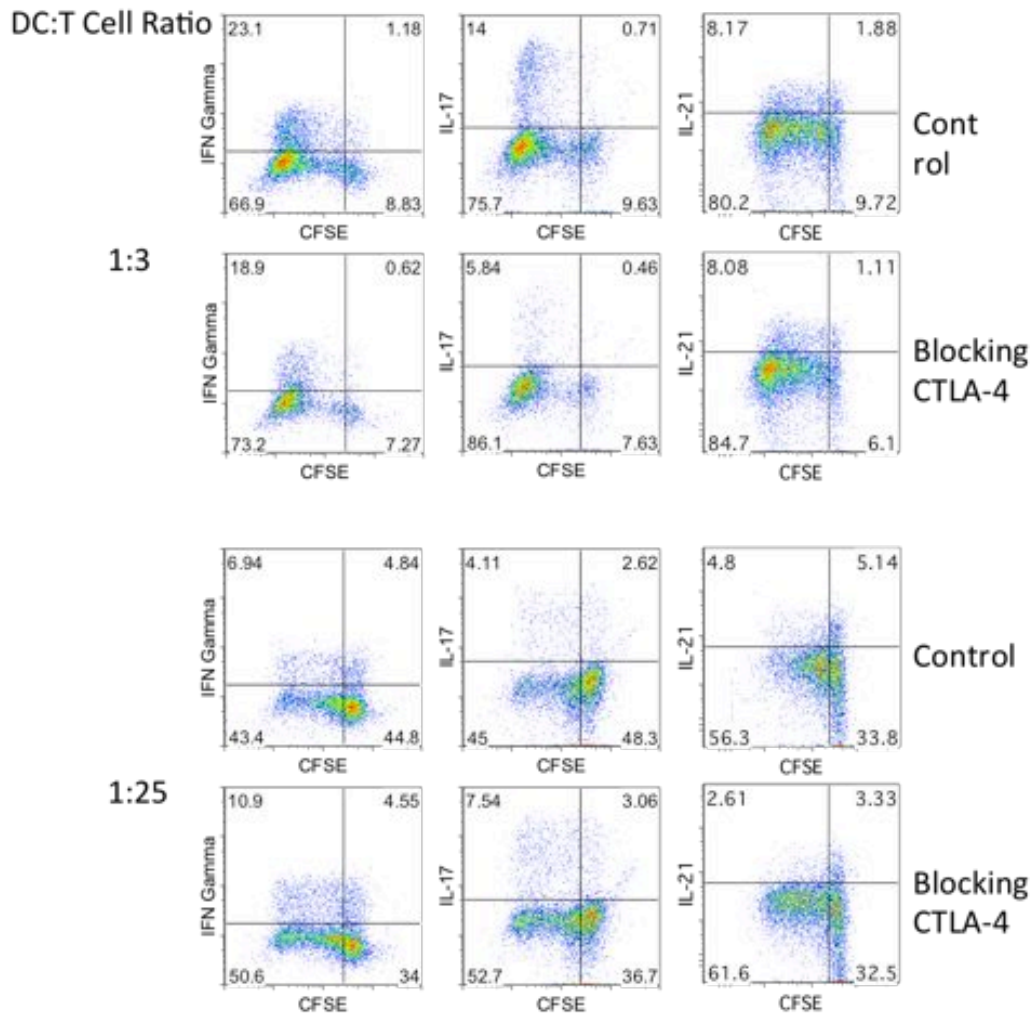 DC:T Cell Ratio
23.1 1.18
IFN Gamma
66.9 8.83
CFSE
14 0.71
IL-17
75.7 9.63
CFSE
8.17 1.88
IL-21
80.2 9.72
CFSE
Cont
rol
1:3
18.9 0.62
IFN Gamma
73.2 7.27
CFSE
5.84 0.46
IL-17
86.1 7.63
CFSE
8.08 1.11
IL-21
84.7 6.1
CFSE
Blocking
CTLA-4
6.94 4.84
IFN Gamma
43.4 44.8
CFSE
4.11 2.62
IL-17
45 48.3
CFSE
4.8 5.14
IL-21
56.3 33.8
CFSE
Control
1:25
10.9 4.55
IFN Gamma
50.6 34
CFSE
7.54 3.06
IL-17
52.7 36.7
CFSE
2.61 3.33
IL-21
61.6 32.5
CFSE
Blocking
CTLA-4